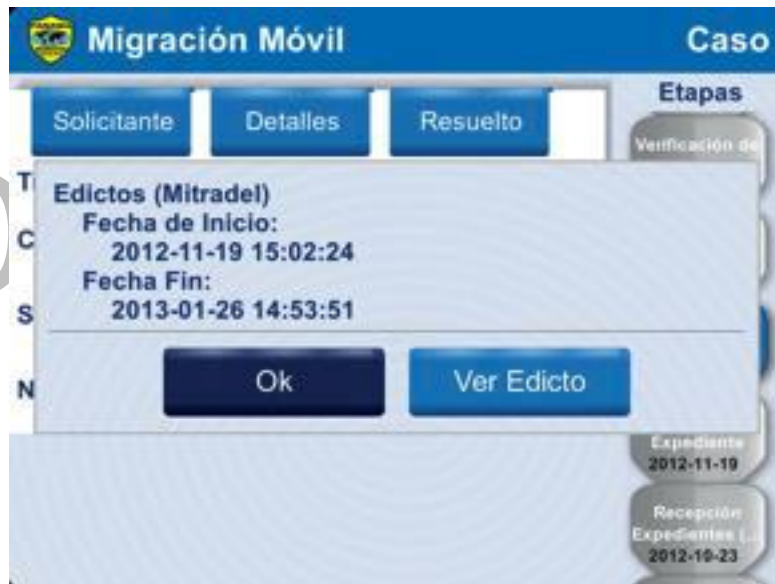 Migración Móvil
Caso
Solicitante
Detalles
Resuelto
Etapas
Verificación de
Edictos (Mitradel)
Fecha de Inicio:
2012-11-19 15:02:24
Fecha Fin:
2013-01-26 14:53:51
Ok
Ver Edicto
T
C
S
N
Expediente
2012-11-19
Recepción
Expedientes (...
2012-10-23